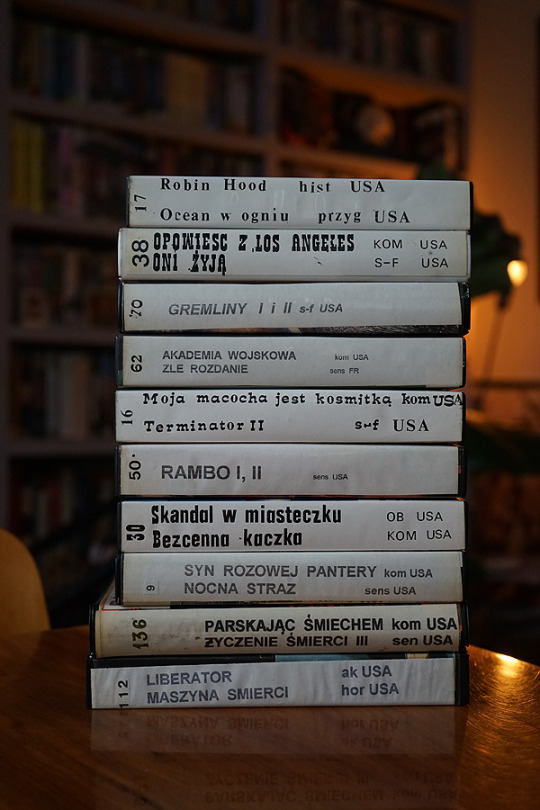 17
Robin Hood hist USA
Ocean w ogniu przyg USA
38
OPOWIESC Z LOS ANGELES KOM USA
ONI ŻYJĄ S-F USA
70
GREMLINY I i II s-f USA
62
AKADEMIA WOJSKOWA kom USA
ZLE ROZDANIE sens FR
16
Moja macocha jest kosmitką kom USA
Terminator II s-f USA
50
RAMBO I, II sens USA
30
Skandal w miasteczku OB USA
Bezcenna kaczka KOM USA
9
SYN ROZOWEJ PANTERY kom USA
NOCNA STRAZ sens USA
136
PARSKAJĄC ŚMIECHEM kom USA
ZYCZENIE ŚMIERCI III sen USA
112
LIBERATOR ak USA
MASZYNA SMIERCI hor USA